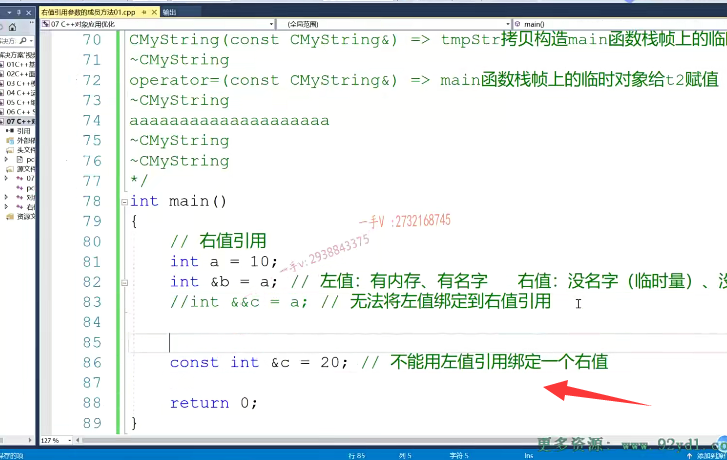 右值引用参数的成员方法01.cpp
输出
07 C++对象应用优化
(全局范围)
main()
70 CMyString(const CMyString&) => tmpStr拷贝构造main函数栈帧上的临
71 ~CMyString
72 operator=(const CMyString&) => main函数栈帧上的临时对象给t2赋值
73 ~CMyString
74 aaaaaaaaaaaaaaaaaaaa
75 ~CMyString
76 ~CMyString
77 */
78 int main()
79 {
80 // 右值引用
81 int a = 10;
82 int &b = a; // 左值：有内存、有名字 右值：没名字（临时量）、没
83 //int &&c = a; // 无法将左值绑定到右值引用
84
85
86 const int &c = 20; // 不能用左值引用绑定一个右值
87
88 return 0;
89 }
一手V :2732168745
一手v:2938843375
127 %
更多资源：www.92ydl.com
行 85
列 5
字符 5
Ins